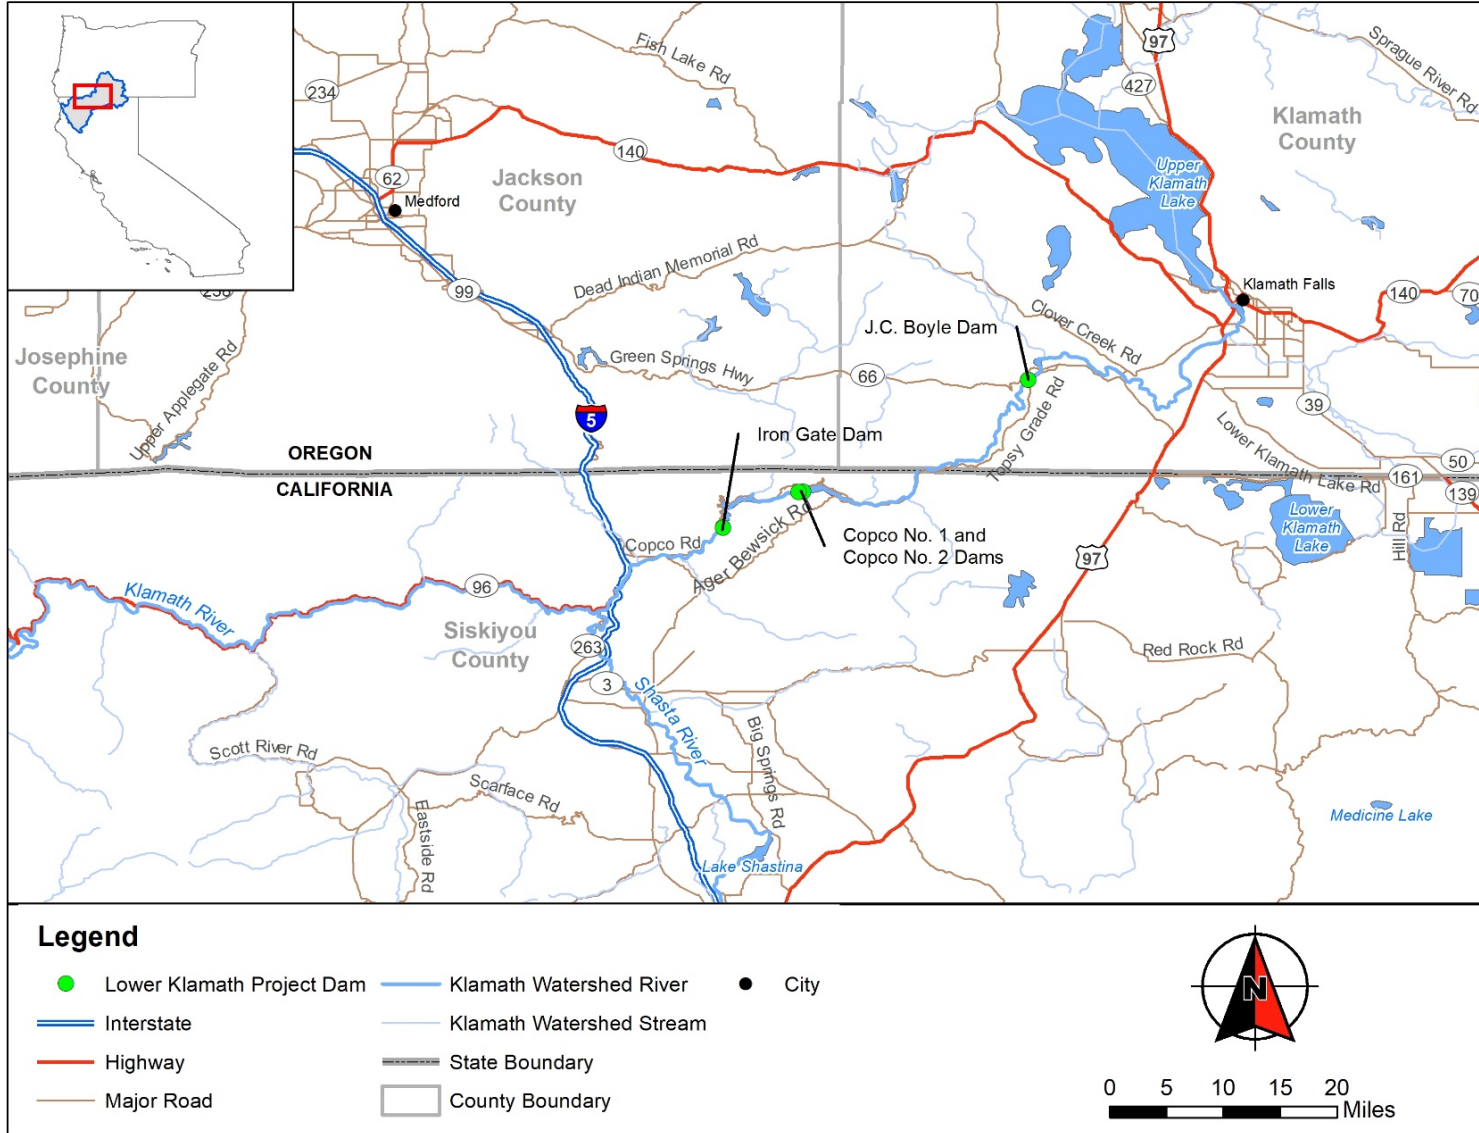 Fish Lake Rd
97
Sprague River Rd
234
427
Klamath
County
140
62
Jackson
County
Upper
Klamath
Lake
Medford
Dead Indian Memorial Rd
99
Klamath Falls
140
70
J.C. Boyle Dam
Clover Creek Rd
Josephine
County
Upper Applegate Rd
Green Springs Hwy
66
Topsy Grade Rd
39
5
Iron Gate Dam
Lower Klamath Lake Rd
OREGON
CALIFORNIA
50
161
139
Lower
Klamath
Lake
Hill Rd
Copco Rd
Ager Bewsick Rd
Copco No. 1 and
Copco No. 2 Dams
97
Klamath River
96
Siskiyou
County
263
3
Shasta River
Red Rock Rd
Scott River Rd
Big Springs Rd
Scarface Rd
Eastside Rd
Medicine Lake
Lake Shastina
Legend
Lower Klamath Project Dam
Klamath Watershed River
City
Interstate
Klamath Watershed Stream
Highway
State Boundary
Major Road
County Boundary
N
0 5 10 15 20
Miles